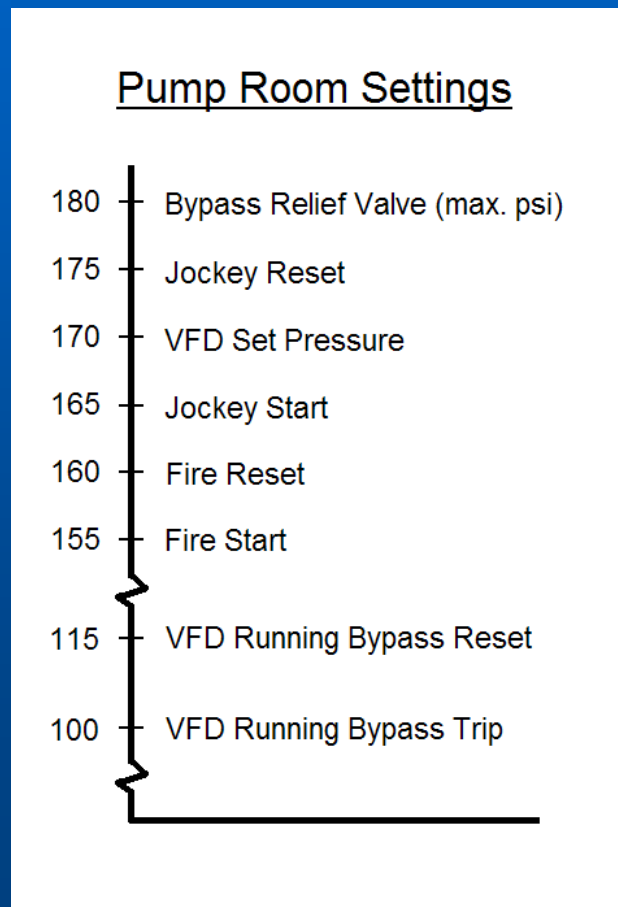 Pump Room Settings
180 Bypass Relief Valve (max. psi)
175 Jockey Reset
170 VFD Set Pressure
165 Jockey Start
160 Fire Reset
155 Fire Start
115 VFD Running Bypass Reset
100 VFD Running Bypass Trip